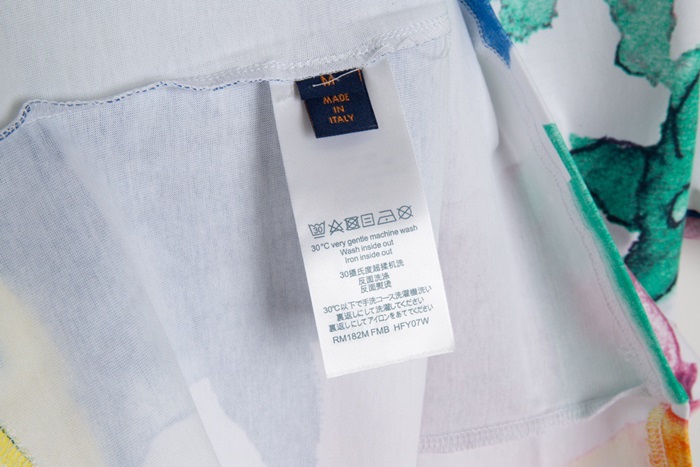 M
MADE
IN
ITALY
30
30°C very gentle machine wash
Wash inside out
Iron inside out
30摄氏度超柔机洗
反面洗涤
反面熨烫
30℃以下で手洗コース洗濯機洗い
裏返しにして洗濯してください
裏返しにしてアイロンをあててください
RM182M FMB HFY07W